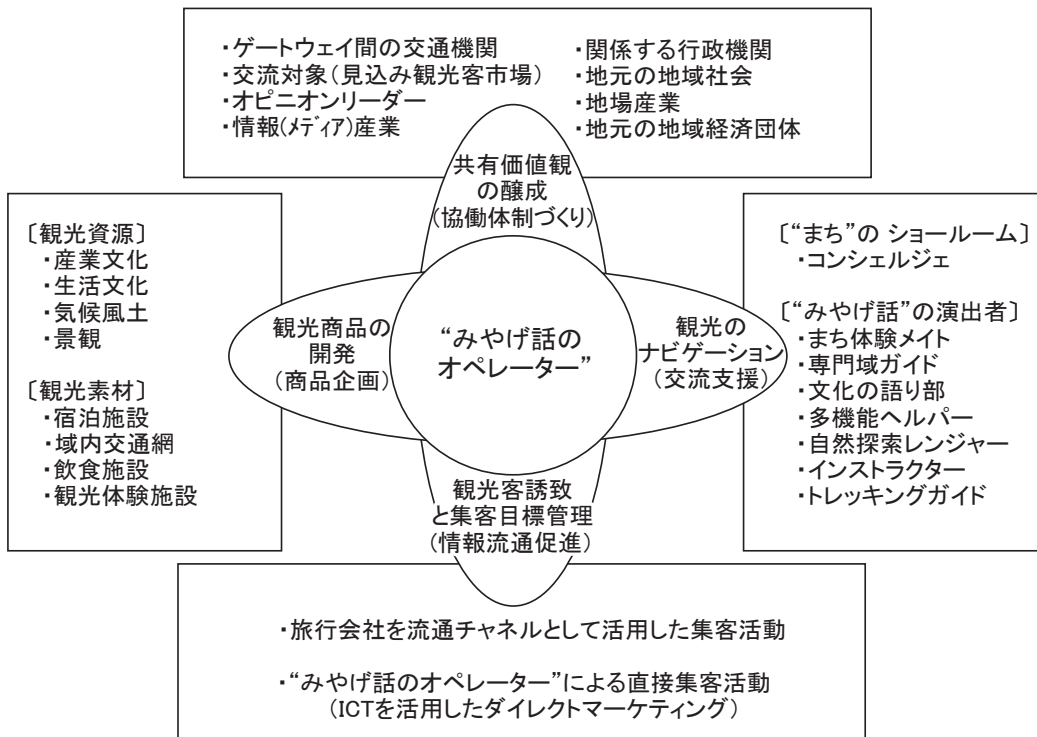 ・ゲートウェイ間の交通機関
・交流対象(見込み観光客市場)
・オピニオンリーダー
・情報(メディア)産業
・関係する行政機関
・地元の地域社会
・地場産業
・地元の地域経済団体
共有価値観
の醸成
(協働体制づくり)
〔観光資源〕
・産業文化
・生活文化
・気候風土
・景観
〔観光素材〕
・宿泊施設
・域内交通網
・飲食施設
・観光体験施設
観光商品の
開発
(商品企画)
“みやげ話の
オペレーター”
観光の
ナビゲーション
(交流支援)
〔“まち”の ショールーム〕
・コンシェルジェ
〔“みやげ話”の演出者〕
・まち体験メイト
・専門域ガイド
・文化の語り部
・多機能ヘルパー
・自然探索レンジャー
・インストラクター
・トレッキングガイド
観光客誘致
と集客目標管理
(情報流通促進)
・旅行会社を流通チャネルとして活用した集客活動
・“みやげ話のオペレーター”による直接集客活動
(ICTを活用したダイレクトマーケティング)